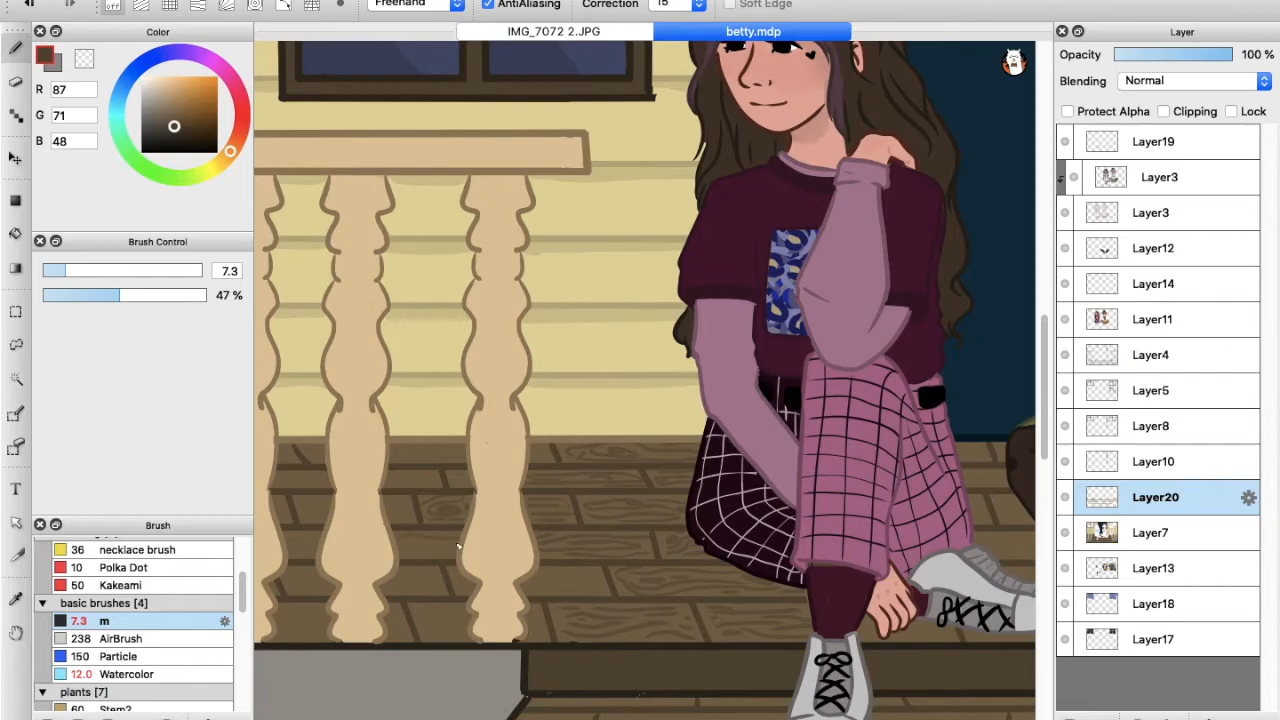 off
Freehand
AntiAliasing
Correction
15
Soft Edge
Color
IMG_7072 2.JPG
betty.mdp
Layer
Opacity
100 %
R
87
Blending
Normal
G
71
Protect Alpha
Clipping
Lock
B
48
Layer19
Layer3
Layer3
Brush Control
Layer12
7.3
47 %
Layer14
Layer11
Layer4
Layer5
Layer8
Layer10
Layer20
Brush
Layer7
36 necklace brush
10 Polka Dot
Layer13
50 Kakeami
basic brushes [4]
Layer18
7.3 m
238 AirBrush
Layer17
150 Particle
12.0 Watercolor
plants [7]
60 Stem2
T